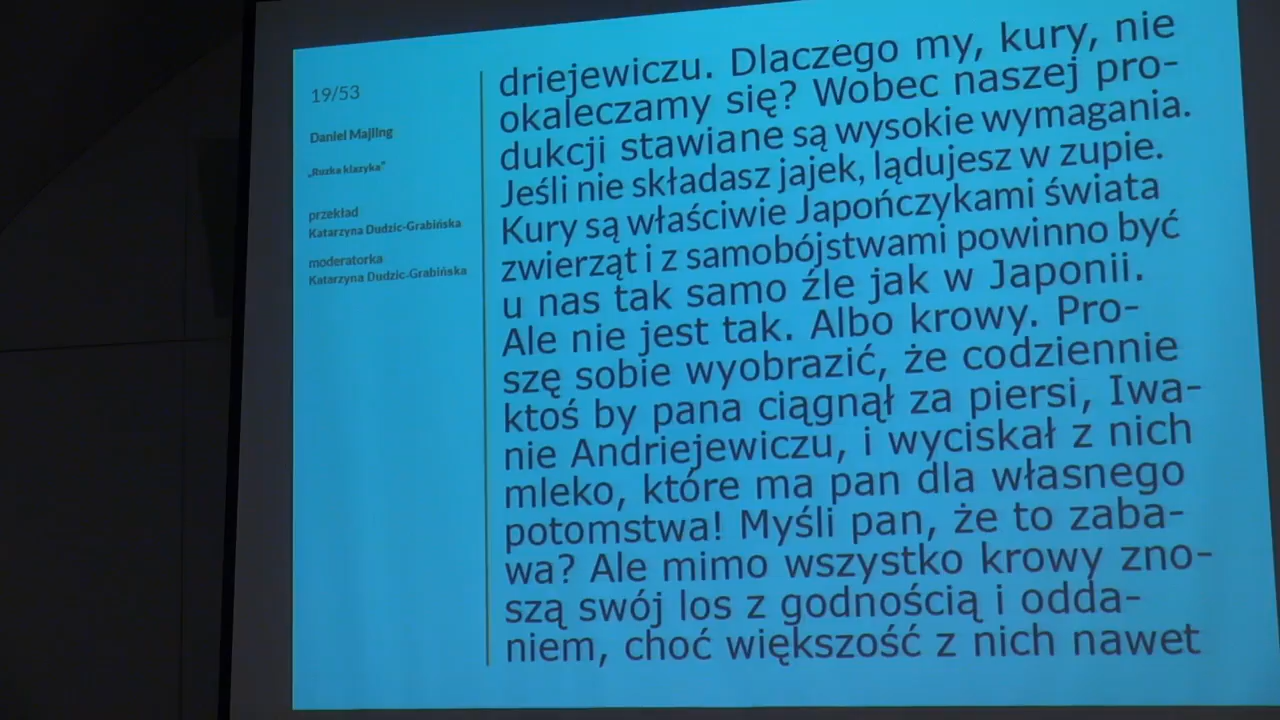 19/53
Daniel Majling
„Ruzká klazyka”
przekład
Katarzyna Dudzic-Grabińska
moderatorka
Katarzyna Dudzic-Grabińska
driejewiczu. Dlaczego my, kury, nie
okaleczamy się? Wobec naszej pro-
dukcji stawiane są wysokie wymagania.
Jeśli nie składasz jajek, lądujesz w zupie.
Kury są właściwie Japończykami świata
zwierząt i z samobójstwami powinno być
u nas tak samo źle jak w Japonii.
Ale nie jest tak. Albo krowy. Pro-
szę sobie wyobrazić, że codziennie
ktoś by pana ciągnął za piersi, Iwa-
nie Andriejewiczu, i wyciskał z nich
mleko, które ma pan dla własnego
potomstwa! Myśli pan, że to zaba-
wa? Ale mimo wszystko krowy zno-
szą swój los z godnością i odda-
niem, choć większość z nich nawet